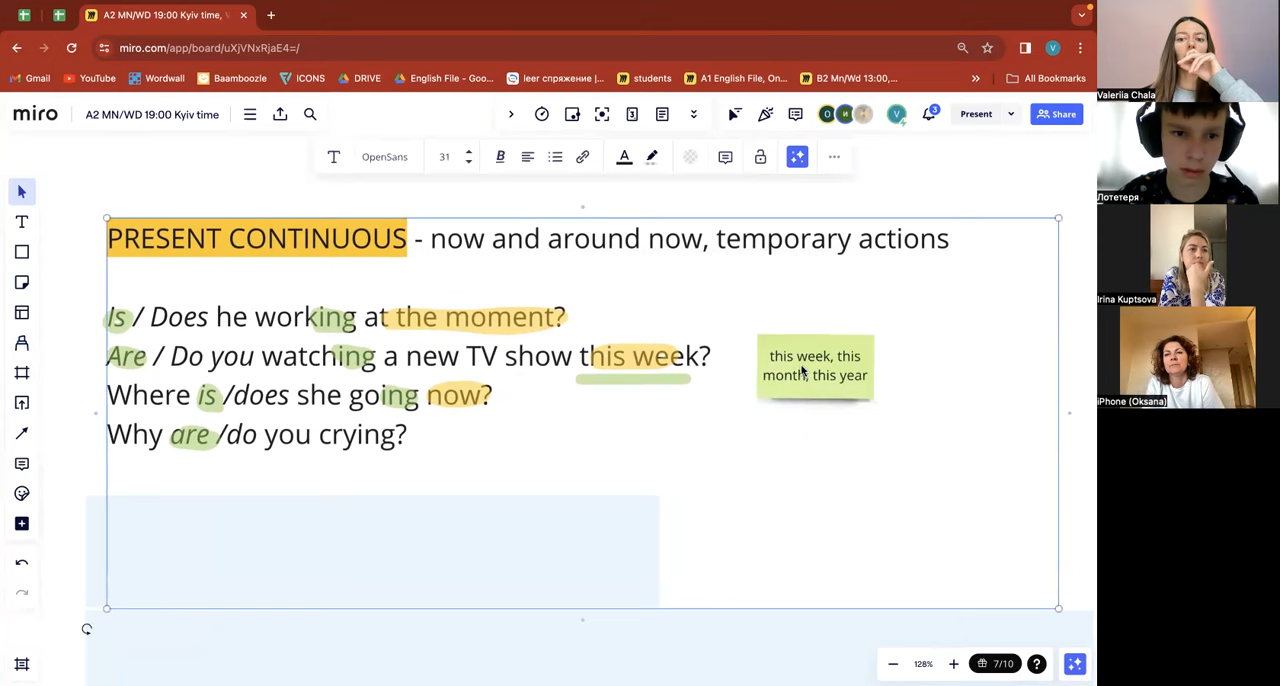 A2 MN/WD 19:00 Kyiv time,
miro.com/app/board/uXjVNxRjaE4=/
Gmail
YouTube
Wordwall
Bamboozle
ICONS
DRIVE
English File - Goo...
leer спряжение |...
students
A1 English File, On...
B2 Mn/Wd 13:00,...
»
All Bookmarks
miro
A2 MN/WD 19:00 Kyiv time
3
Present
Share
OpenSans
31
PRESENT CONTINUOUS - now and around now, temporary actions
Is / Does he working at the moment?
Are / Do you watching a new TV show this week?
Where is /does she going now?
Why are /do you crying?
this week, this
month, this year
128%
7/10
Valeriia Chala
Лотетеря
Irina Kuptsova
iPhone (Oksana)